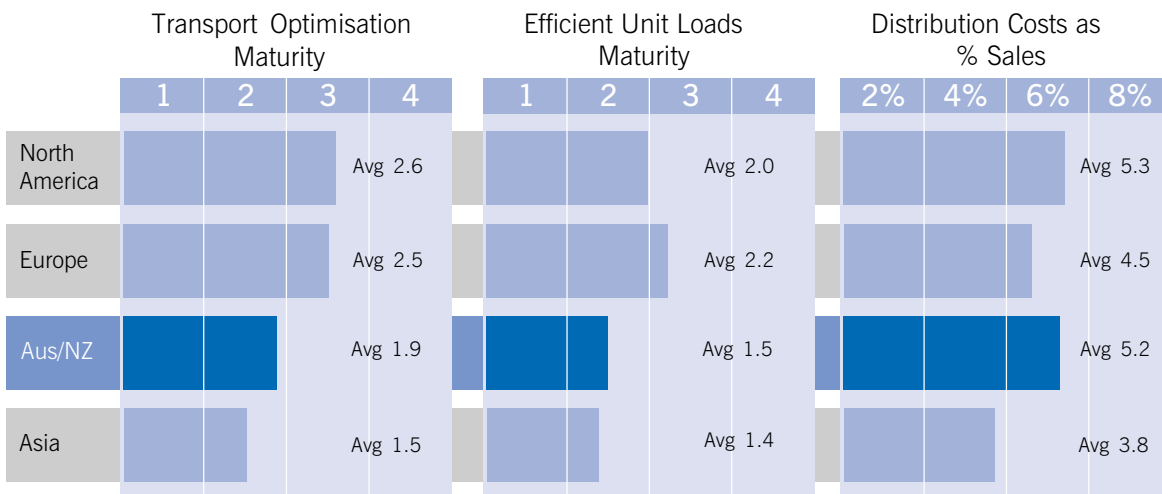 Transport Optimisation
Maturity
Efficient Unit Loads
Maturity
Distribution Costs as
% Sales
1 2 3 4
1 2 3 4
2% 4% 6% 8%
North
America
Avg 2.6
Avg 2.0
Avg 5.3
Europe
Avg 2.5
Avg 2.2
Avg 4.5
Aus/NZ
Avg 1.9
Avg 1.5
Avg 5.2
Asia
Avg 1.5
Avg 1.4
Avg 3.8